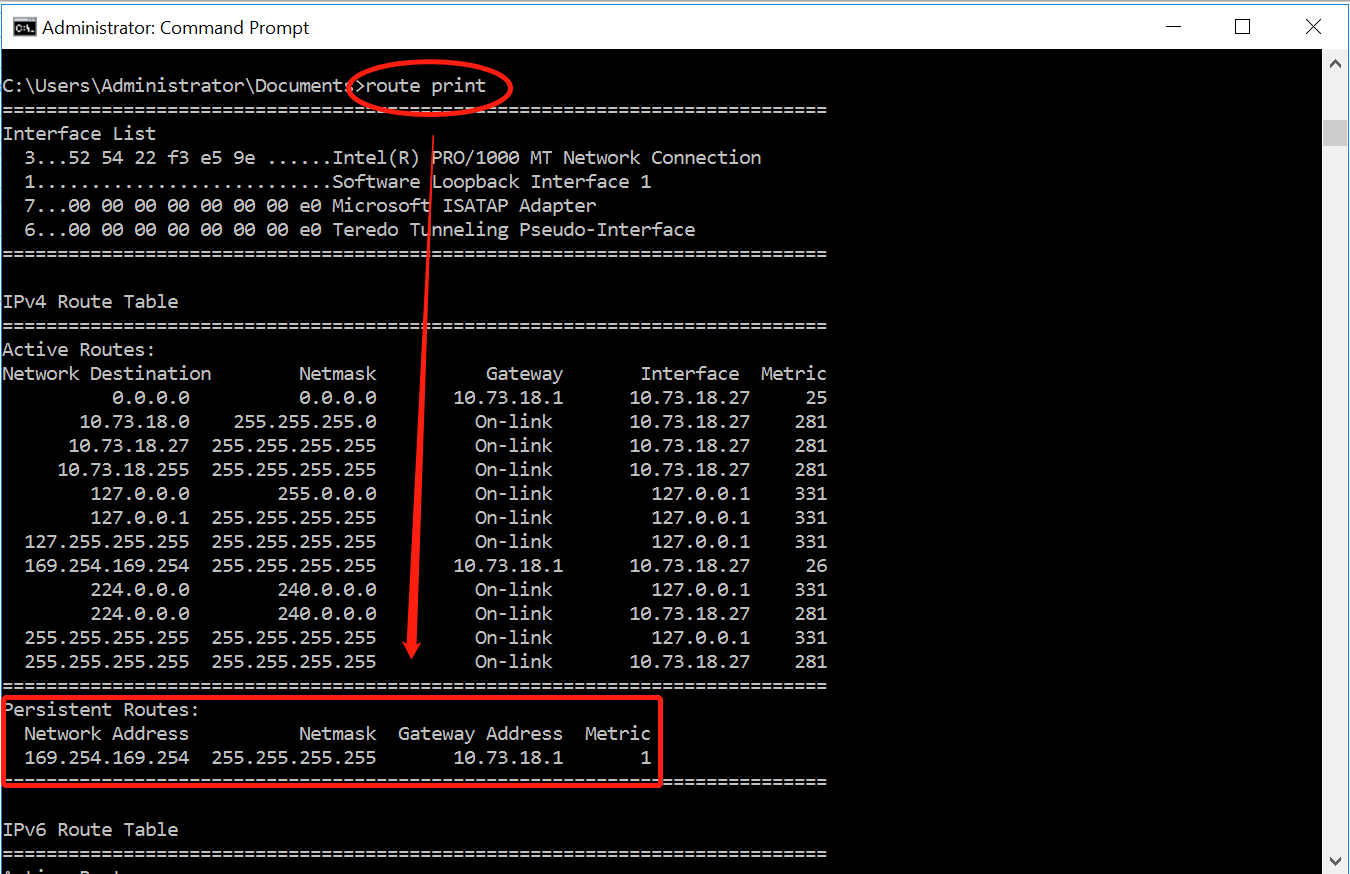 Administrator: Command Prompt
C:\Users\Administrator\Documents>route print
===========================================================================
Interface List
  3...52 54 22 f3 e5 9e ......Intel(R) PRO/1000 MT Network Connection
  1...........................Software Loopback Interface 1
  7...00 00 00 00 00 00 00 e0 Microsoft ISATAP Adapter
  6...00 00 00 00 00 00 00 e0 Teredo Tunneling Pseudo-Interface
===========================================================================
IPv4 Route Table
===========================================================================
Active Routes:
Network Destination        Netmask          Gateway       Interface  Metric
          0.0.0.0          0.0.0.0       10.73.18.1      10.73.18.27     25
       10.73.18.0    255.255.255.0         On-link       10.73.18.27    281
      10.73.18.27  255.255.255.255         On-link       10.73.18.27    281
     10.73.18.255  255.255.255.255         On-link       10.73.18.27    281
        127.0.0.0        255.0.0.0         On-link         127.0.0.1    331
        127.0.0.1  255.255.255.255         On-link         127.0.0.1    331
  127.255.255.255  255.255.255.255         On-link         127.0.0.1    331
  169.254.169.254  255.255.255.255       10.73.18.1      10.73.18.27     26
        224.0.0.0        240.0.0.0         On-link         127.0.0.1    331
        224.0.0.0        240.0.0.0         On-link       10.73.18.27    281
  255.255.255.255  255.255.255.255         On-link         127.0.0.1    331
  255.255.255.255  255.255.255.255         On-link       10.73.18.27    281
===========================================================================
Persistent Routes:
  Network Address          Netmask  Gateway Address  Metric
  169.254.169.254  255.255.255.255       10.73.18.1       1
===========================================================================
IPv6 Route Table
===========================================================================